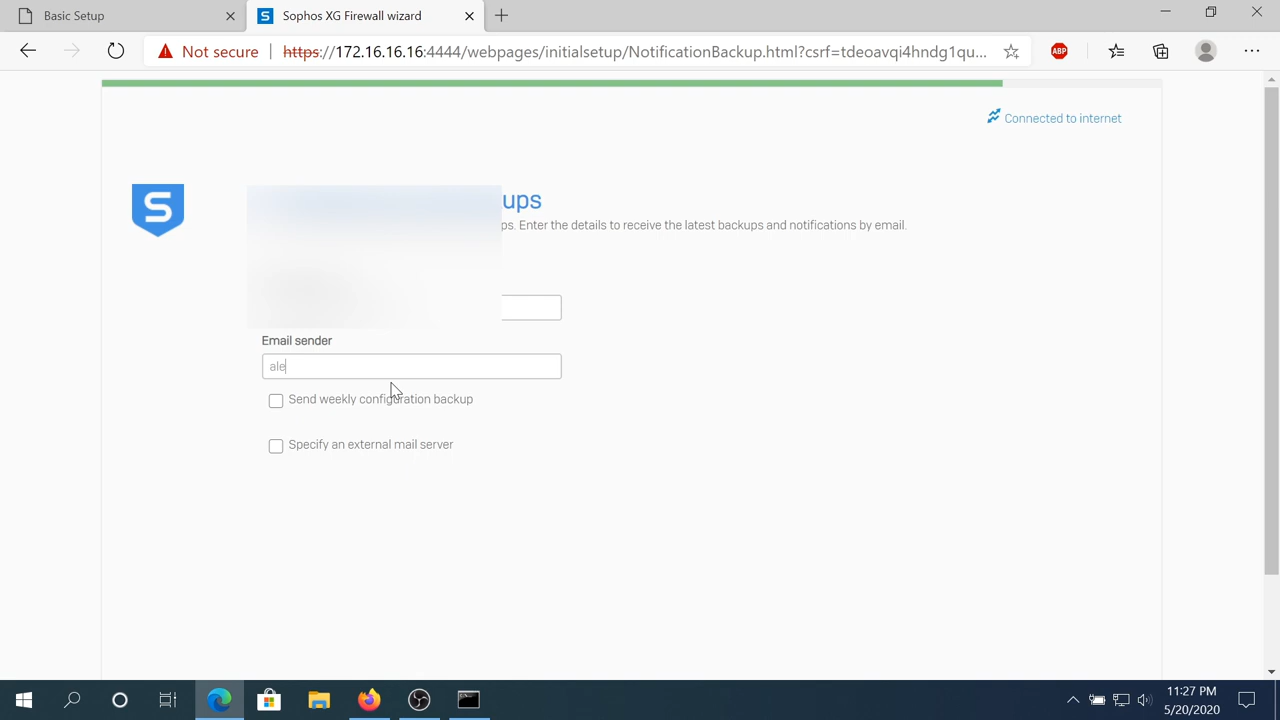 Basic Setup
Sophos XG Firewall wizard
Not secure
https://172.16.16.16:4444/webpages/initialsetup/NotificationBackup.html?csrf=tdeoavqi4hndg1qu...
ABP
Connected to internet
S
ups
ps. Enter the details to receive the latest backups and notifications by email.
Email sender
ale
Send weekly configuration backup
Specify an external mail server
11:27 PM
5/20/2020